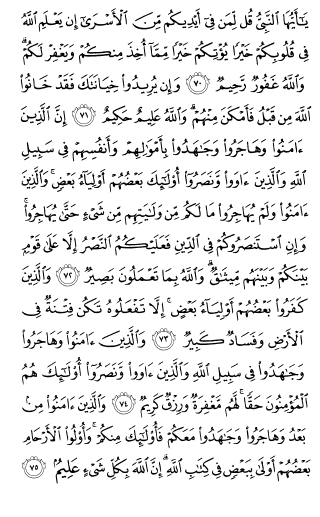 يَـٰٓأَيُّهَا ٱلنَّبِىُّ قُل لِّمَن فِىٓ أَيْدِيكُم مِّنَ ٱلْأَسْرَىٰٓ إِن يَعْلَمِ ٱللَّهُ
فِى قُلُوبِكُمْ خَيْرًا يُؤْتِكُمْ خَيْرًا مِّمَّآ أُخِذَ مِنكُمْ وَيَغْفِرْ لَكُمْ ۗ
وَٱللَّهُ غَفُورٌ رَّحِيمٌ ﴿٧٠﴾ وَإِن يُرِيدُوا۟ خِيَانَتَكَ فَقَدْ خَانُوا۟
ٱللَّهَ مِن قَبْلُ فَأَمْكَنَ مِنْهُمْ ۗ وَٱللَّهُ عَلِيمٌ حَكِيمٌ ﴿٧١﴾ إِنَّ ٱلَّذِينَ
ءَامَنُوا۟ وَهَاجَرُوا۟ وَجَـٰهَدُوا۟ بِأَمْوَٰلِهِمْ وَأَنفُسِهِمْ فِى سَبِيلِ
ٱللَّهِ وَٱلَّذِينَ ءَاوَوا۟ وَّنَصَرُوٓا۟ أُو۟لَـٰٓئِكَ بَعْضُهُمْ أَوْلِيَآءُ بَعْضٍ ۚ وَٱلَّذِينَ
ءَامَنُوا۟ وَلَمْ يُهَاجِرُوا۟ مَا لَكُم مِّن وَلَـٰيَتِهِم مِّن شَىْءٍ حَتَّىٰ يُهَاجِرُوا۟ ۚ
وَإِنِ ٱسْتَنصَرُوكُمْ فِى ٱلدِّينِ فَعَلَيْكُمُ ٱلنَّصْرُ إِلَّا عَلَىٰ قَوْمٍۭ
بَيْنَكُمْ وَبَيْنَهُم مِّيثَـٰقٌ ۗ وَٱللَّهُ بِمَا تَعْمَلُونَ بَصِيرٌ ﴿٧٢﴾ وَٱلَّذِينَ
كَفَرُوا۟ بَعْضُهُمْ أَوْلِيَآءُ بَعْضٍ ۚ إِلَّا تَفْعَلُوهُ تَكُن فِتْنَةٌ فِى
ٱلْأَرْضِ وَفَسَادٌ كَبِيرٌ ﴿٧٣﴾ وَٱلَّذِينَ ءَامَنُوا۟ وَهَاجَرُوا۟
وَجَـٰهَدُوا۟ فِى سَبِيلِ ٱللَّهِ وَٱلَّذِينَ ءَاوَوا۟ وَّنَصَرُوٓا۟ أُو۟لَـٰٓئِكَ هُمُ
ٱلْمُؤْمِنُونَ حَقًّا ۚ لَّهُم مَّغْفِرَةٌ وَرِزْقٌ كَرِيمٌ ﴿٧٤﴾ وَٱلَّذِينَ ءَامَنُوا۟ مِنۢ
بَعْدُ وَهَاجَرُوا۟ وَجَـٰهَدُوا۟ مَعَكُمْ فَأُو۟لَـٰٓئِكَ مِنكُمْ ۚ وَأُو۟لُوا۟ ٱلْأَرْحَامِ
بَعْضُهُمْ أَوْلَىٰ بِبَعْضٍ فِى كِتَـٰبِ ٱللَّهِ ۗ إِنَّ ٱللَّهَ بِكُلِّ شَىْءٍ عَلِيمٌۢ ﴿٧٥﴾